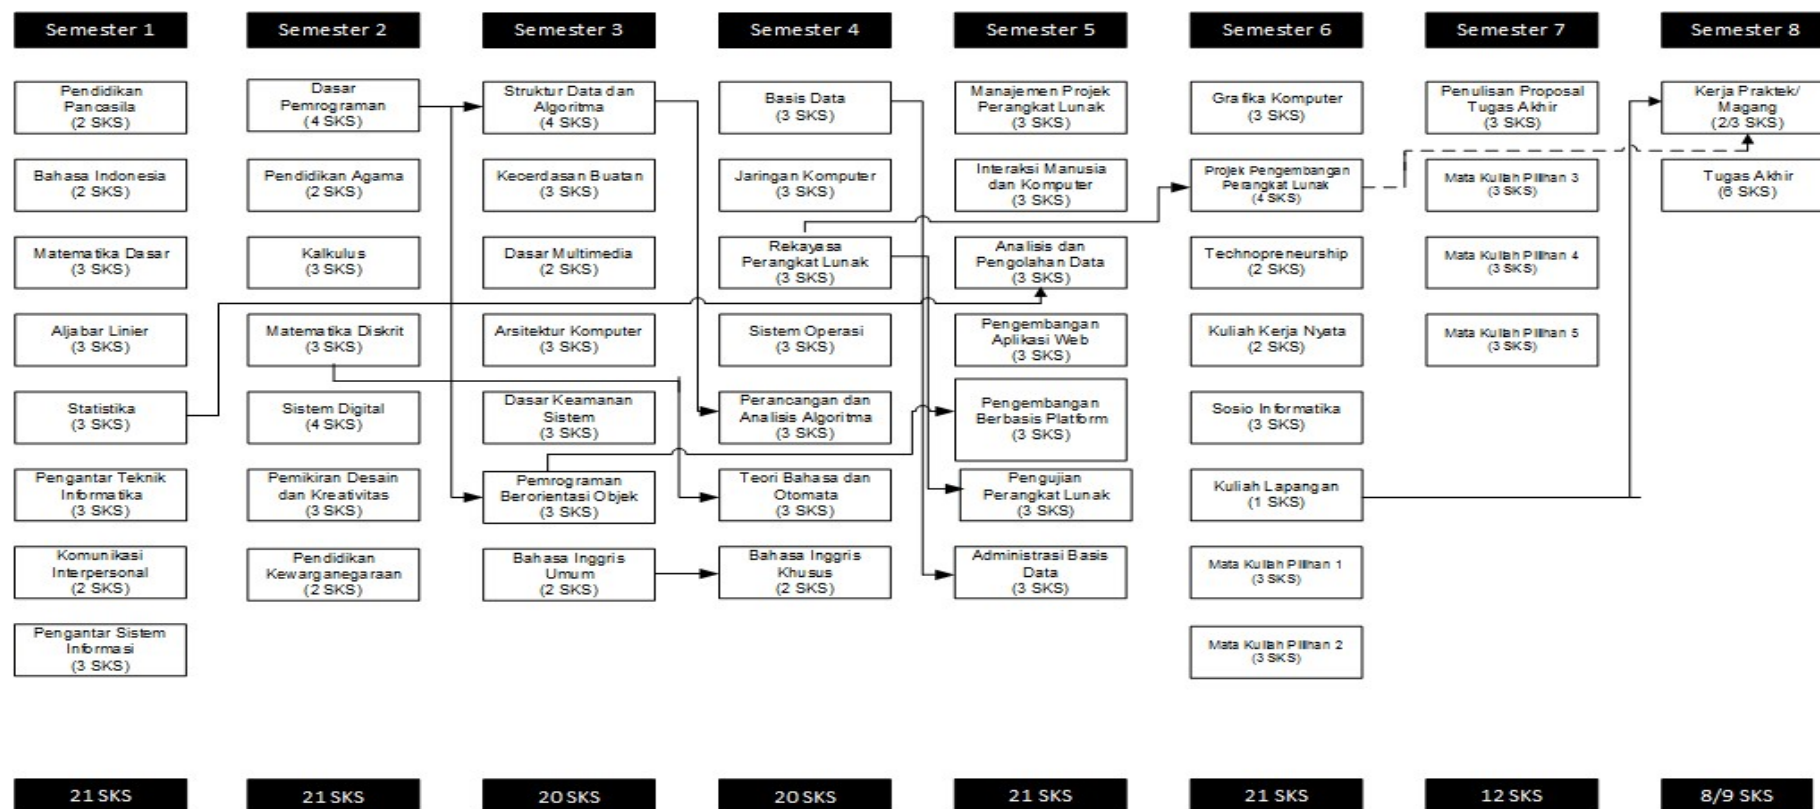 Semester 1
Pendidikan
Pancasila
(2 SKS)
Bahasa Indonesia
(2 SKS)
Matematika Dasar
(3 SKS)
Aljabar Linier
(3 SKS)
Statistika
(3 SKS)
Pengantar Teknik
Informatika
(3 SKS)
Komunikasi
Interpersonal
(2 SKS)
Pengantar Sistem
Informasi
(3 SKS)
21 SKS
Semester 2
Dasar
Pemrograman
(4 SKS)
Pendidikan Agama
(2 SKS)
Kalkulus
(3 SKS)
Matematika Diskrit
(3 SKS)
Sistem Digital
(4 SKS)
Pemikiran Desain
dan Kreativitas
(3 SKS)
Pendidikan
Kewarganegaraan
(2 SKS)
21 SKS
Semester 3
Struktur Data dan
Algoritma
(4 SKS)
Kecerdasan Buatan
(3 SKS)
Dasar Multimedia
(2 SKS)
Arsitektur Komputer
(3 SKS)
Dasar Keamanan
Sistem
(3 SKS)
Pemrograman
Berorientasi Objek
(3 SKS)
Bahasa Inggris
Umum
(2 SKS)
20 SKS
Semester 4
Basis Data
(3 SKS)
Jaringan Komputer
(3 SKS)
Rekayasa
Perangkat Lunak
(3 SKS)
Sistem Operasi
(3 SKS)
Perancangan dan
Analisis Algoritma
(3 SKS)
Teori Bahasa dan
Otomata
(3 SKS)
Bahasa Inggris
Khusus
(2 SKS)
20 SKS
Semester 5
Manajemen Projek
Perangkat Lunak
(3 SKS)
Interaksi Manusia
dan Komputer
(3 SKS)
Analisis dan
Pengolahan Data
(3 SKS)
Pengembangan
Aplikasi Web
(3 SKS)
Pengembangan
Berbasis Platform
(3 SKS)
Pengujian
Perangkat Lunak
(3 SKS)
Administrasi Basis
Data
(3 SKS)
21 SKS
Semester 6
Grafika Komputer
(3 SKS)
Projek Pengembangan
Perangkat Lunak
(4 SKS)
Technopreneurship
(2 SKS)
Kuliah Kerja Nyata
(2 SKS)
Sosio Informatika
(3 SKS)
Kuliah Lapangan
(1 SKS)
Mata Kuliah Pilihan 1
(3 SKS)
Mata Kuliah Pilihan 2
(3 SKS)
21 SKS
Semester 7
Penulisan Proposal
Tugas Akhir
(3 SKS)
Mata Kuliah Pilihan 3
(3 SKS)
Mata Kuliah Pilihan 4
(3 SKS)
Mata Kuliah Pilihan 5
(3 SKS)
12 SKS
Semester 8
Kerja Praktek/
Magang
(2/3 SKS)
Tugas Akhir
(6 SKS)
8/9 SKS